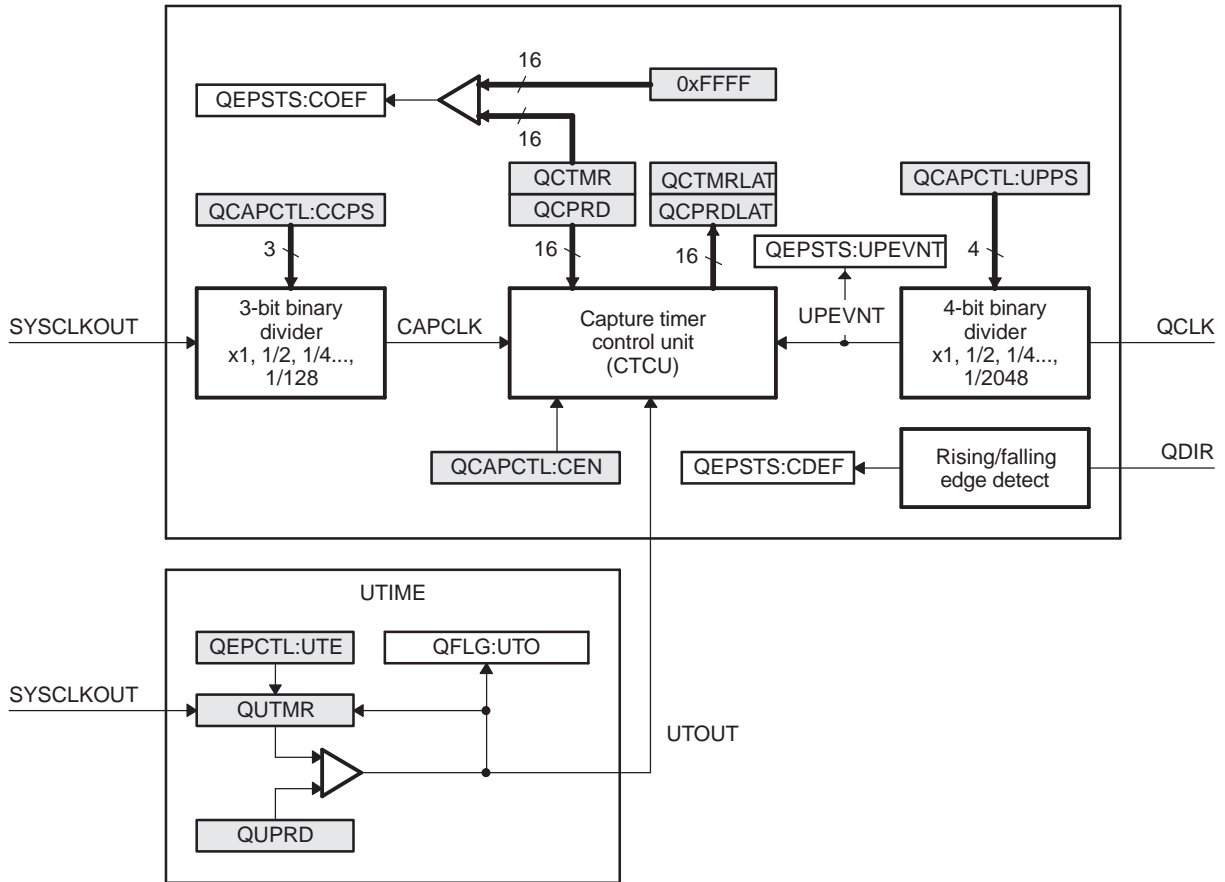 16
0xFFFF
QEPSTS:COEF
16
QCTMR
QCTMRLAT
QCAPCTL:UPPS
QCAPCTL:CCPS
QCPRD
QCPRDLAT
3
16
16
QEPSTS:UPEVNT
4
SYSCLKOUT
3-bit binary
divider
x1, 1/2, 1/4...,
1/128
CAPCLK
Capture timer
control unit
(CTCU)
UPEVNT
4-bit binary
divider
x1, 1/2, 1/4...,
1/2048
QCLK
QCAPCTL:CEN
QEPSTS:CDEF
Rising/falling
edge detect
QDIR
UTIME
QEPCTL:UTE
QFLG:UTO
SYSCLKOUT
QUTMR
UTOUT
QUPRD